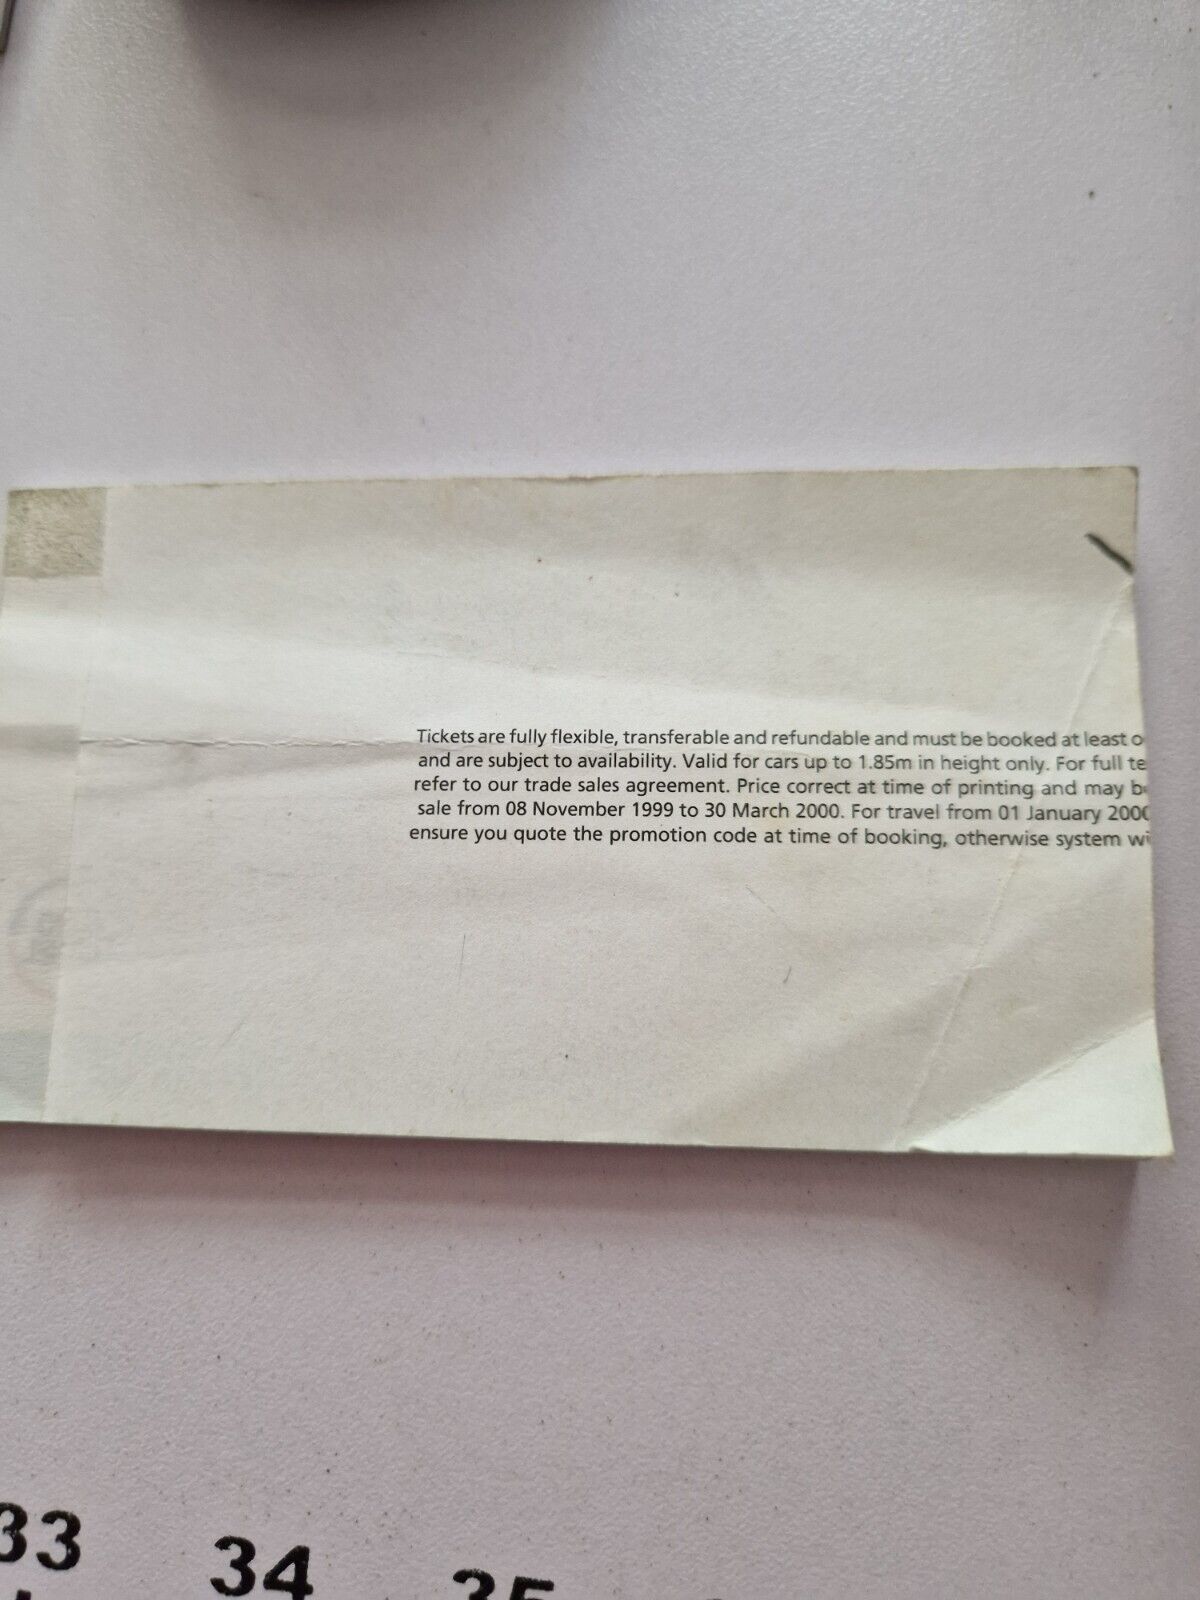 Tickets are fully flexible, transferable and refundable and must be booked at least
and are subject to availability. Valid for cars up to 1.85m in height only. For full
refer to our trade sales agreement. Price correct at time of printing and may
sale from 08 November 1999 to 30 March 2000. For travel from 01 January 2000
ensure you quote the promotion code at time of booking, otherwise system
33 34 35